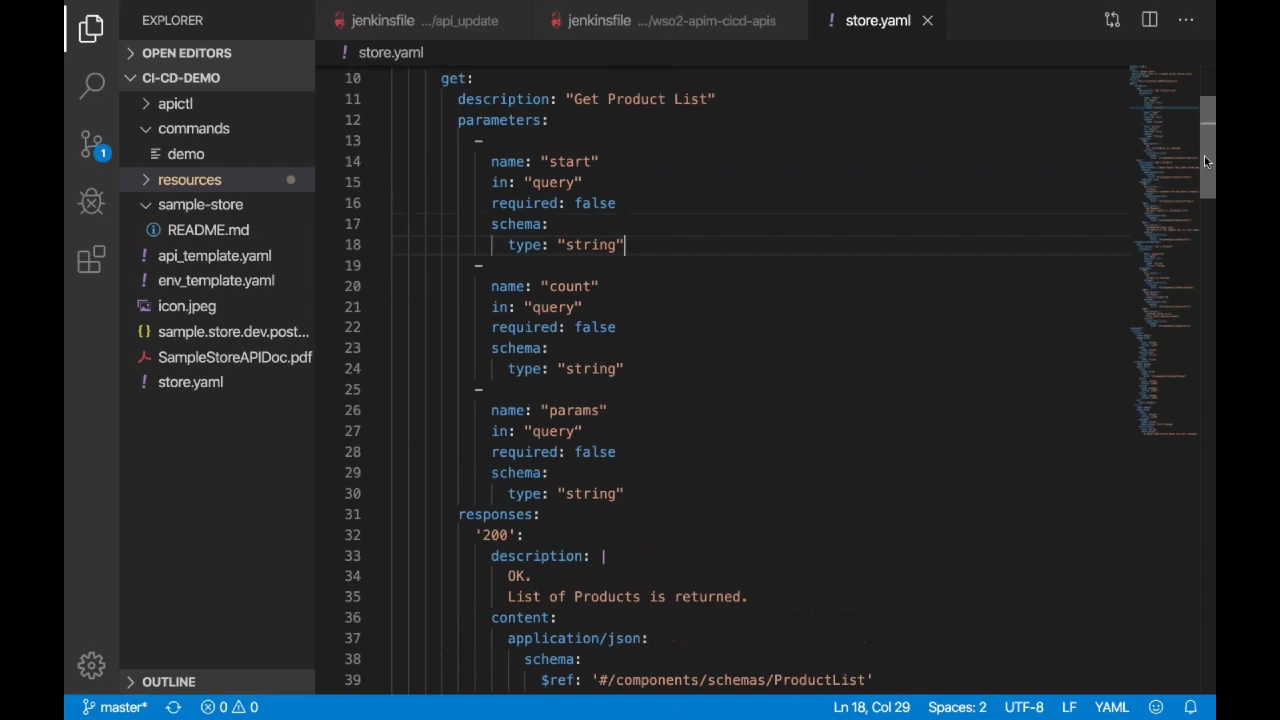 EXPLORER
jenkinsfile .../api_update
jenkinsfile .../wso2-apim-cicd-apis
! store.yaml
OPEN EDITORS
! store.yaml
CI-CD-DEMO
apictl
commands
demo
resources
sample-store
README.md
! api_template.yaml
! env_template.yaml
icon.jpeg
{} sample.store.dev.post...
SampleStoreAPIDoc.pdf
! store.yaml
OUTLINE
1
10 get:
11 description: "Get Product List"
12 parameters:
13 -
14 name: "start"
15 in: "query"
16 required: false
17 schema:
18 type: "string"
19 -
20 name: "count"
21 in: "query"
22 required: false
23 schema:
24 type: "string"
25 -
26 name: "params"
27 in: "query"
28 required: false
29 schema:
30 type: "string"
31 responses:
32 '200':
33 description: |
34 OK.
35 List of Products is returned.
36 content:
37 application/json:
38 schema:
39 $ref: '#/components/schemas/ProductList'
master* 0 0 Ln 18, Col 29 Spaces: 2 UTF-8 LF YAML